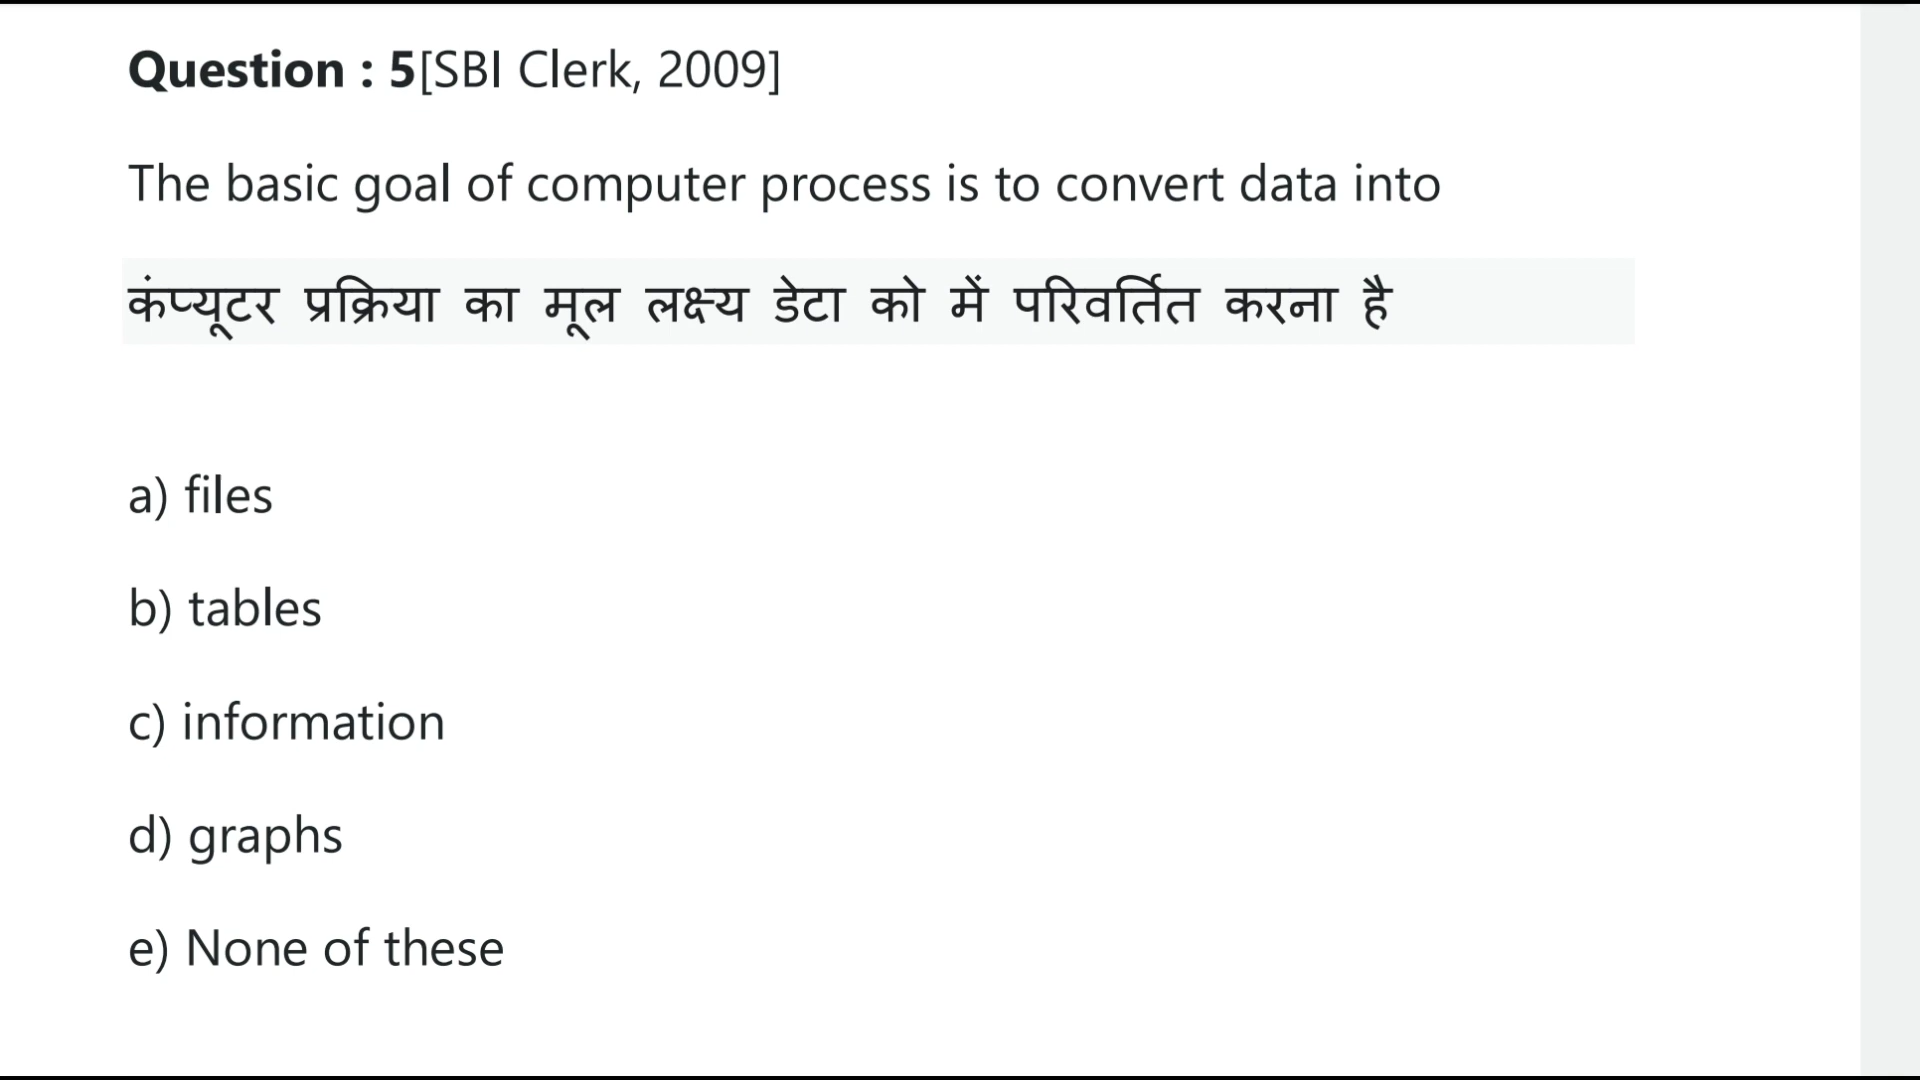 Question : 5[SBI Clerk, 2009]
The basic goal of computer process is to convert data into
कंप्यूटर प्रक्रिया का मूल लक्ष्य डेटा को में परिवर्तित करना है
a) files
b) tables
c) information
d) graphs
e) None of these